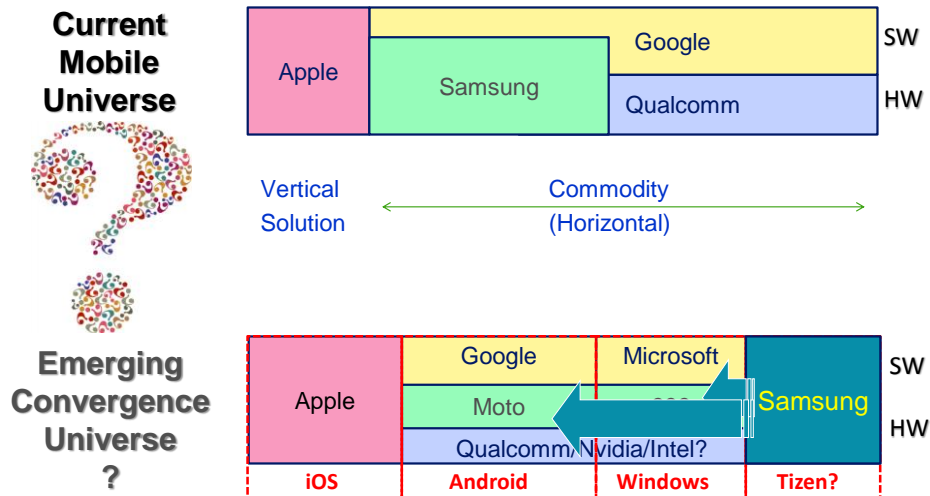 Current
Mobile
Universe
Apple
Google
Samsung
Qualcomm
SW
HW
Vertical
Solution
Commodity
(Horizontal)
Emerging
Convergence
Universe
?
Apple
Google
Microsoft
Moto
Samsung
Qualcomm/Nvidia/Intel?
SW
HW
iOS
Android
Windows
Tizen?